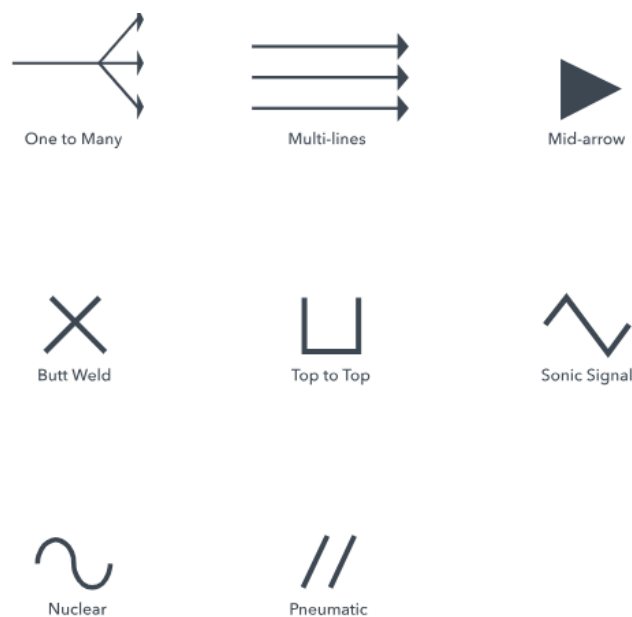 One to Many
Multi-lines
Mid-arrow
Butt Weld
Top to Top
Sonic Signal
Nuclear
Pneumatic